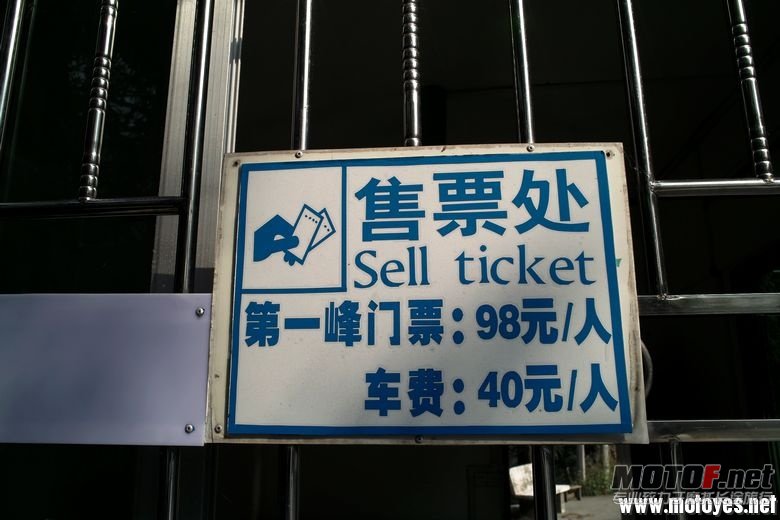 售票处
Sell ticket
第一峰门票：98元/人
车费：40元/人
MOTOF.net
www.motoyes.net